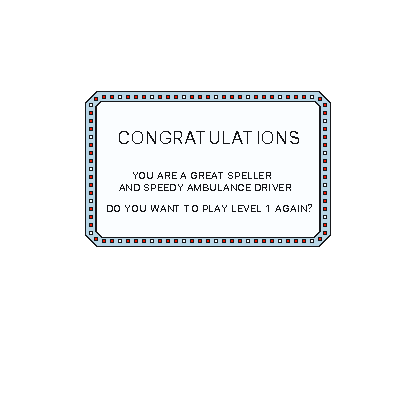 CONGRATULATIONS
YOU ARE A GREAT SPELLER
AND SPEEDY AMBULANCE DRIVER
DO YOU WANT TO PLAY LEVEL 1 AGAIN?